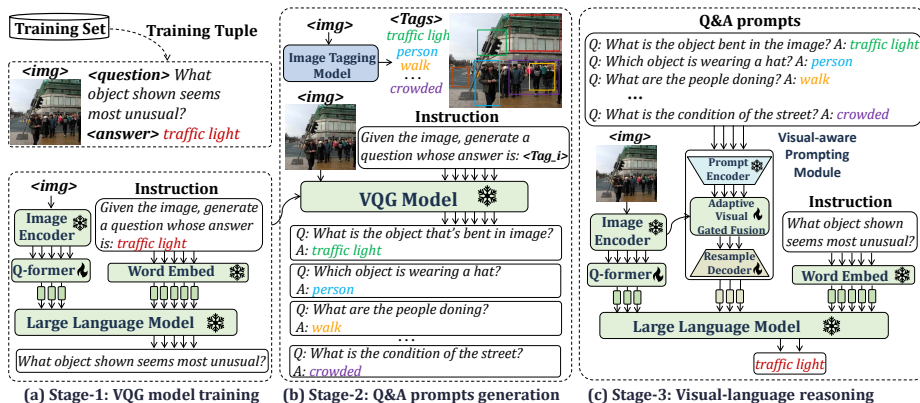 Training Set
Training Tuple
<img>
<question> What
object shown seems
most unusual?
<answer> traffic light
<img>
Instruction
Given the image, generate a
question whose answer
is: traffic light
Image
Encoder
Q-former
Word Embed
Large Language Model
What object shown seems most unusual?
(a) Stage-1: VQG model training
<img>
Image Tagging
Model
<Tags>
traffic light
person
walk
...
crowded
<img>
Instruction
Given the image, generate a
question whose answer is: <Tag_i>
VQG Model
Q: What is the object that's bent in image?
A: traffic light
Q: Which object is wearing a hat?
A: person
Q: What are the people doning?
A: walk
...
Q: What is the condition of the street?
A: crowded
(b) Stage-2: Q&A prompts generation
Q&A prompts
Q: What is the object bent in the image? A: traffic light
Q: Which object is wearing a hat? A: person
Q: What are the people doning? A: walk
...
Q: What is the condition of the street? A: crowded
<img>
Visual-aware
Prompting
Module
Prompt
Encoder
Adaptive
Visual
Gated Fusion
Resample
Decoder
Image
Encoder
Q-former
Instruction
What object shown
seems most unusual?
Word Embed
Large Language Model
traffic light
(c) Stage-3: Visual-language reasoning